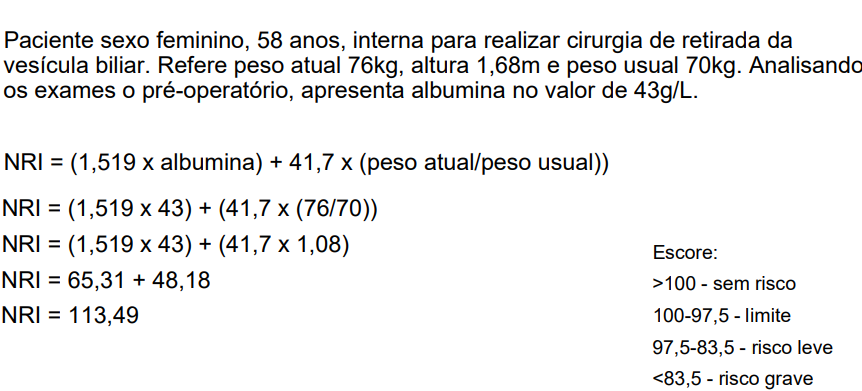 Paciente sexo feminino, 58 anos, interna para realizar cirurgia de retirada da
vesícula biliar. Refere peso atual 76kg, altura 1,68m e peso usual 70kg. Analisando
os exames o pré-operatório, apresenta albumina no valor de 43g/L.
NRI = (1,519 x albumina) + 41,7 x (peso atual/peso usual))
NRI = (1,519 x 43) + (41,7 x (76/70))
NRI = (1,519 x 43) + (41,7 x 1,08)
NRI = 65,31 + 48,18
NRI = 113,49
Escore:
>100 - sem risco
100-97,5 - limite
97,5-83,5 - risco leve
<83,5 - risco grave